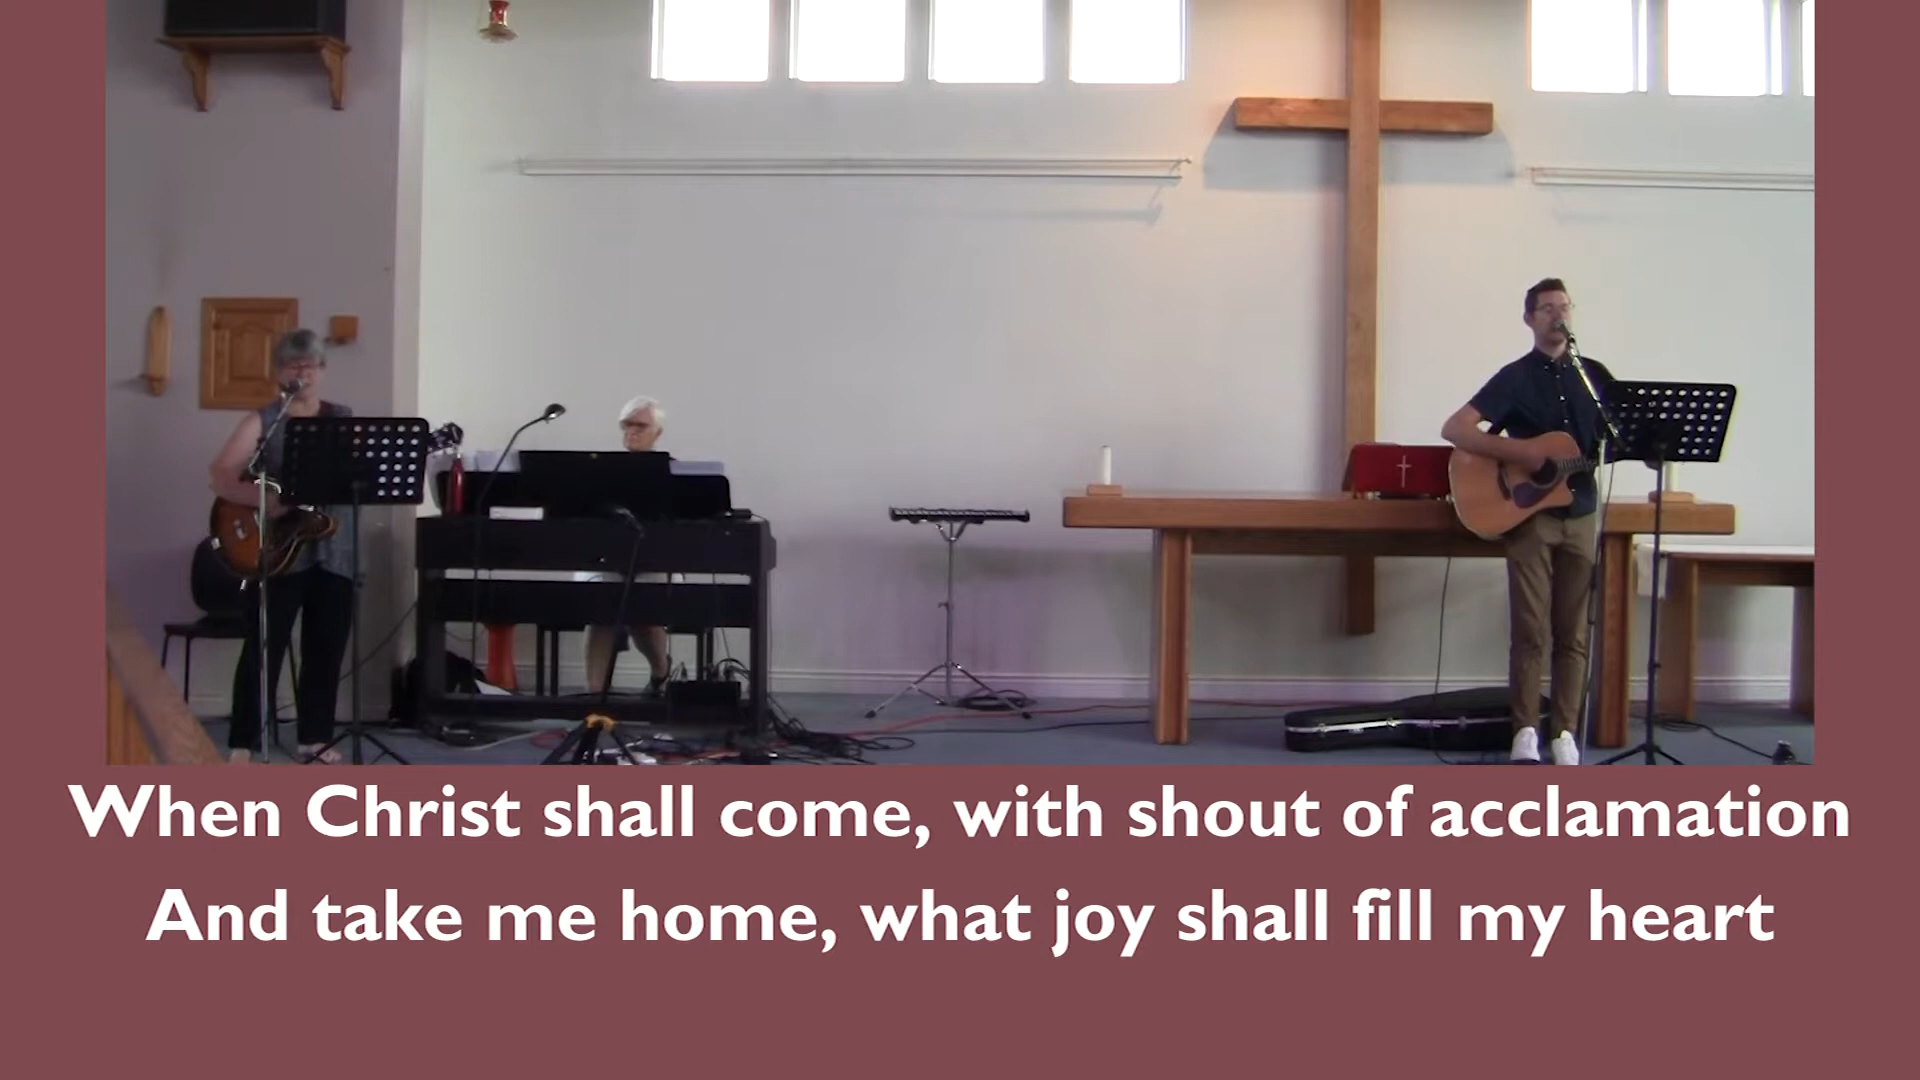 When Christ shall come, with shout of acclamation
And take me home, what joy shall fill my heart